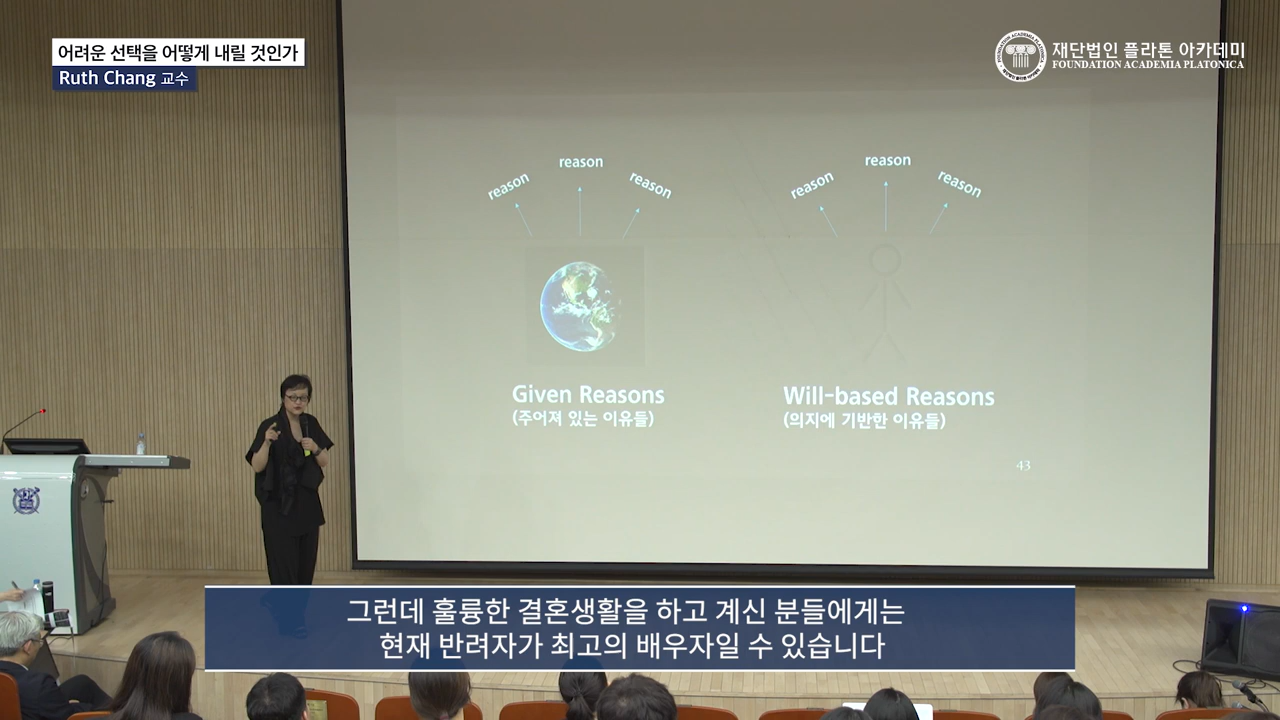 어려운 선택을 어떻게 내릴 것인가
Ruth Chang 교수
재단법인 플라톤 아카데미
FOUNDATION ACADEMIA PLATONICA
reason
reason
reason
reason
reason
reason
Given Reasons
(주어져 있는 이유들)
Will-based Reasons
(의지에 기반한 이유들)
43
그런데 훌륭한 결혼생활을 하고 계신 분들에게는
현재 반려자가 최고의 배우자일 수 있습니다